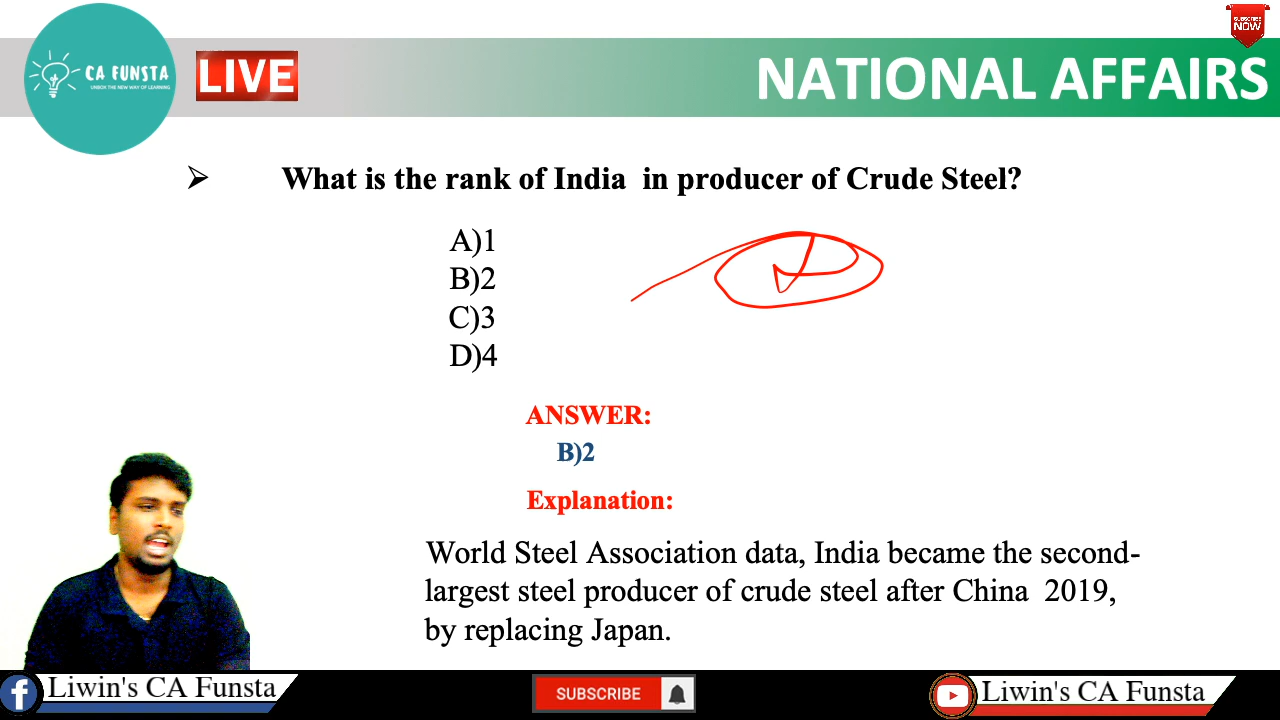 SUBSCRIBE
NOW
CA FUNSTA
UNBOX THE NEW WAY OF LEARNING
LIVE
NATIONAL AFFAIRS
➢ What is the rank of India in producer of Crude Steel?
A)1
B)2
C)3
D)4
ANSWER:
B)2
Explanation:
World Steel Association data, India became the second-
largest steel producer of crude steel after China 2019,
by replacing Japan.
Liwin's CA Funsta
SUBSCRIBE
Liwin's CA Funsta